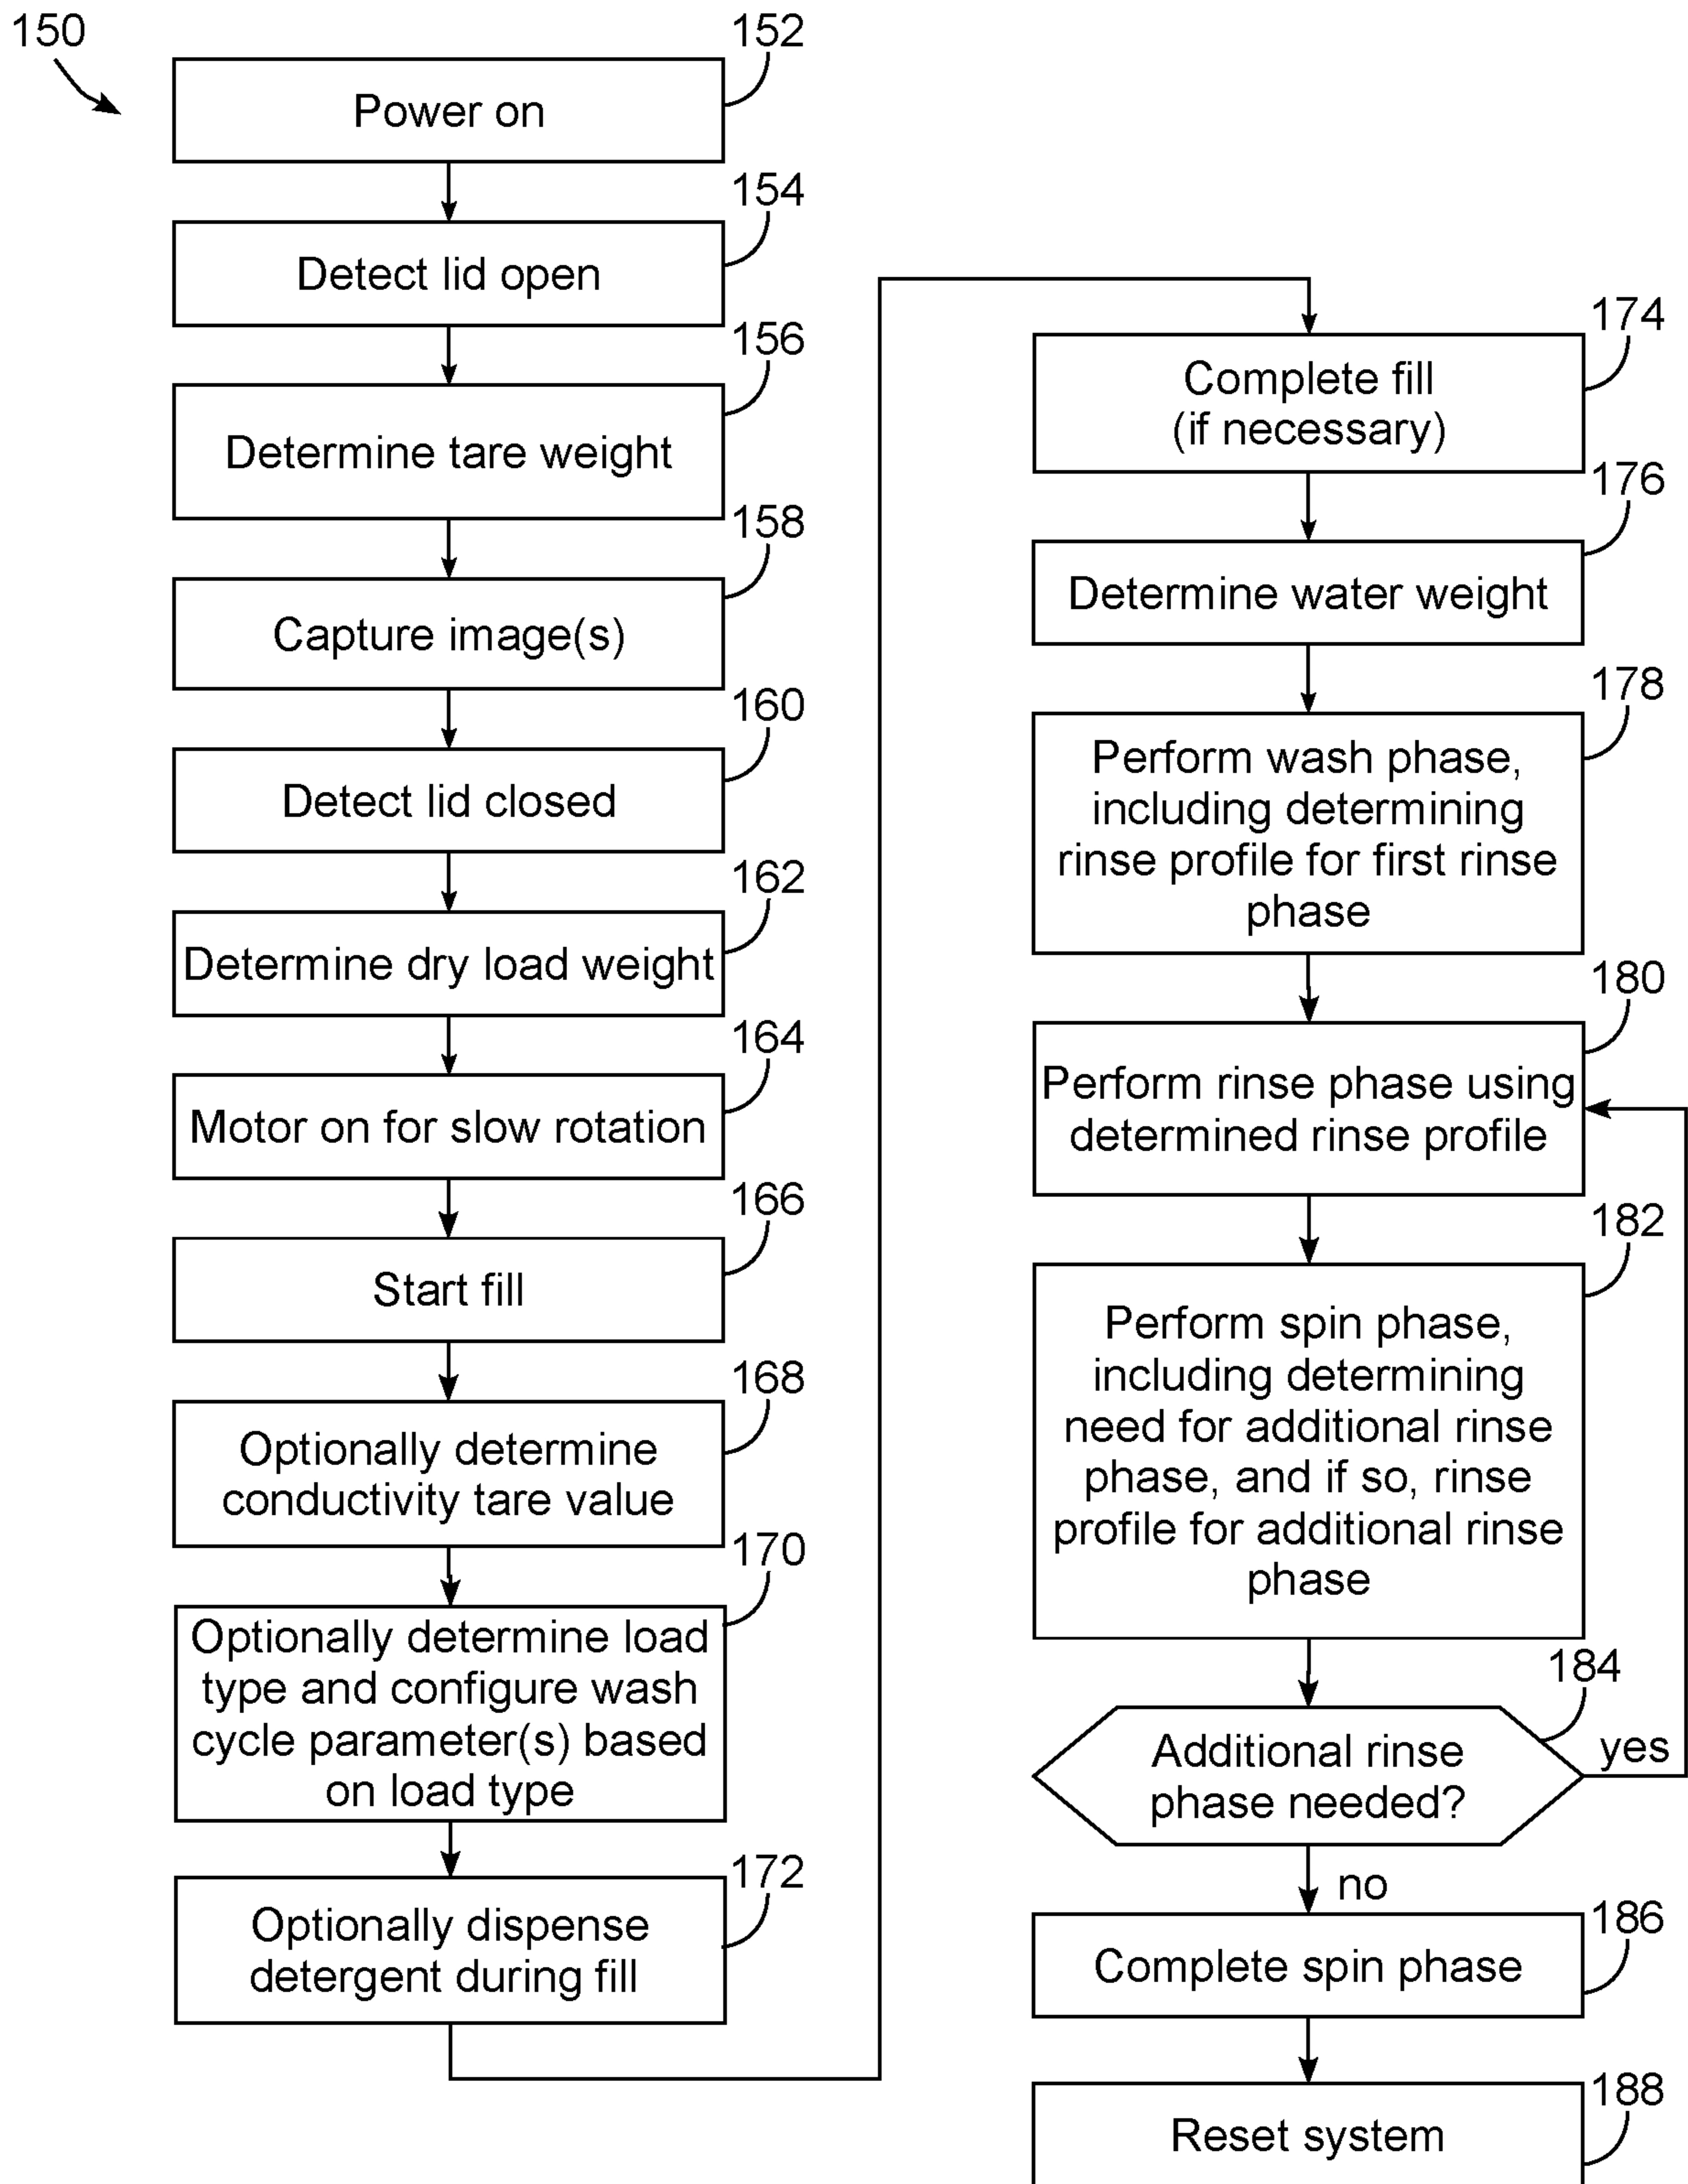 150
152
Power on
154
Detect lid open
156
Determine tare weight
158
Capture image(s)
160
Detect lid closed
162
Determine dry load weight
164
Motor on for slow rotation
166
Start fill
168
Optionally determine
conductivity tare value
170
Optionally determine load
type and configure wash
cycle parameter(s) based
on load type
172
Optionally dispense
detergent during fill
174
Complete fill
(if necessary)
176
Determine water weight
178
Perform wash phase,
including determining
rinse profile for first rinse
phase
180
Perform rinse phase using
determined rinse profile
182
Perform spin phase,
including determining
need for additional rinse
phase, and if so, rinse
profile for additional rinse
phase
184
Additional rinse
phase needed?
yes
no
186
Complete spin phase
188
Reset system